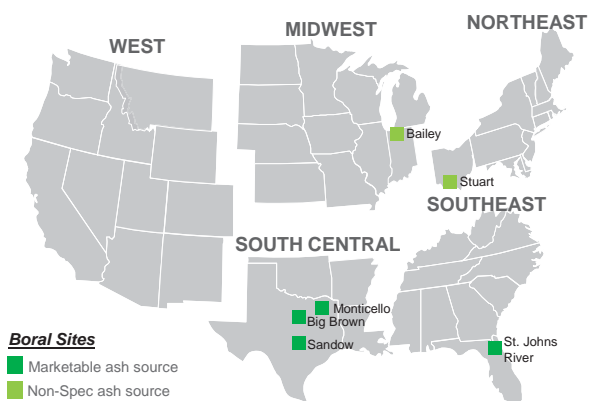 WEST
MIDWEST
NORTHEAST
Bailey
Stuart
SOUTHEAST
SOUTH CENTRAL
Monticello
Big Brown
Sandow
St. Johns
River
Boral Sites
Marketable ash source
Non-Spec ash source